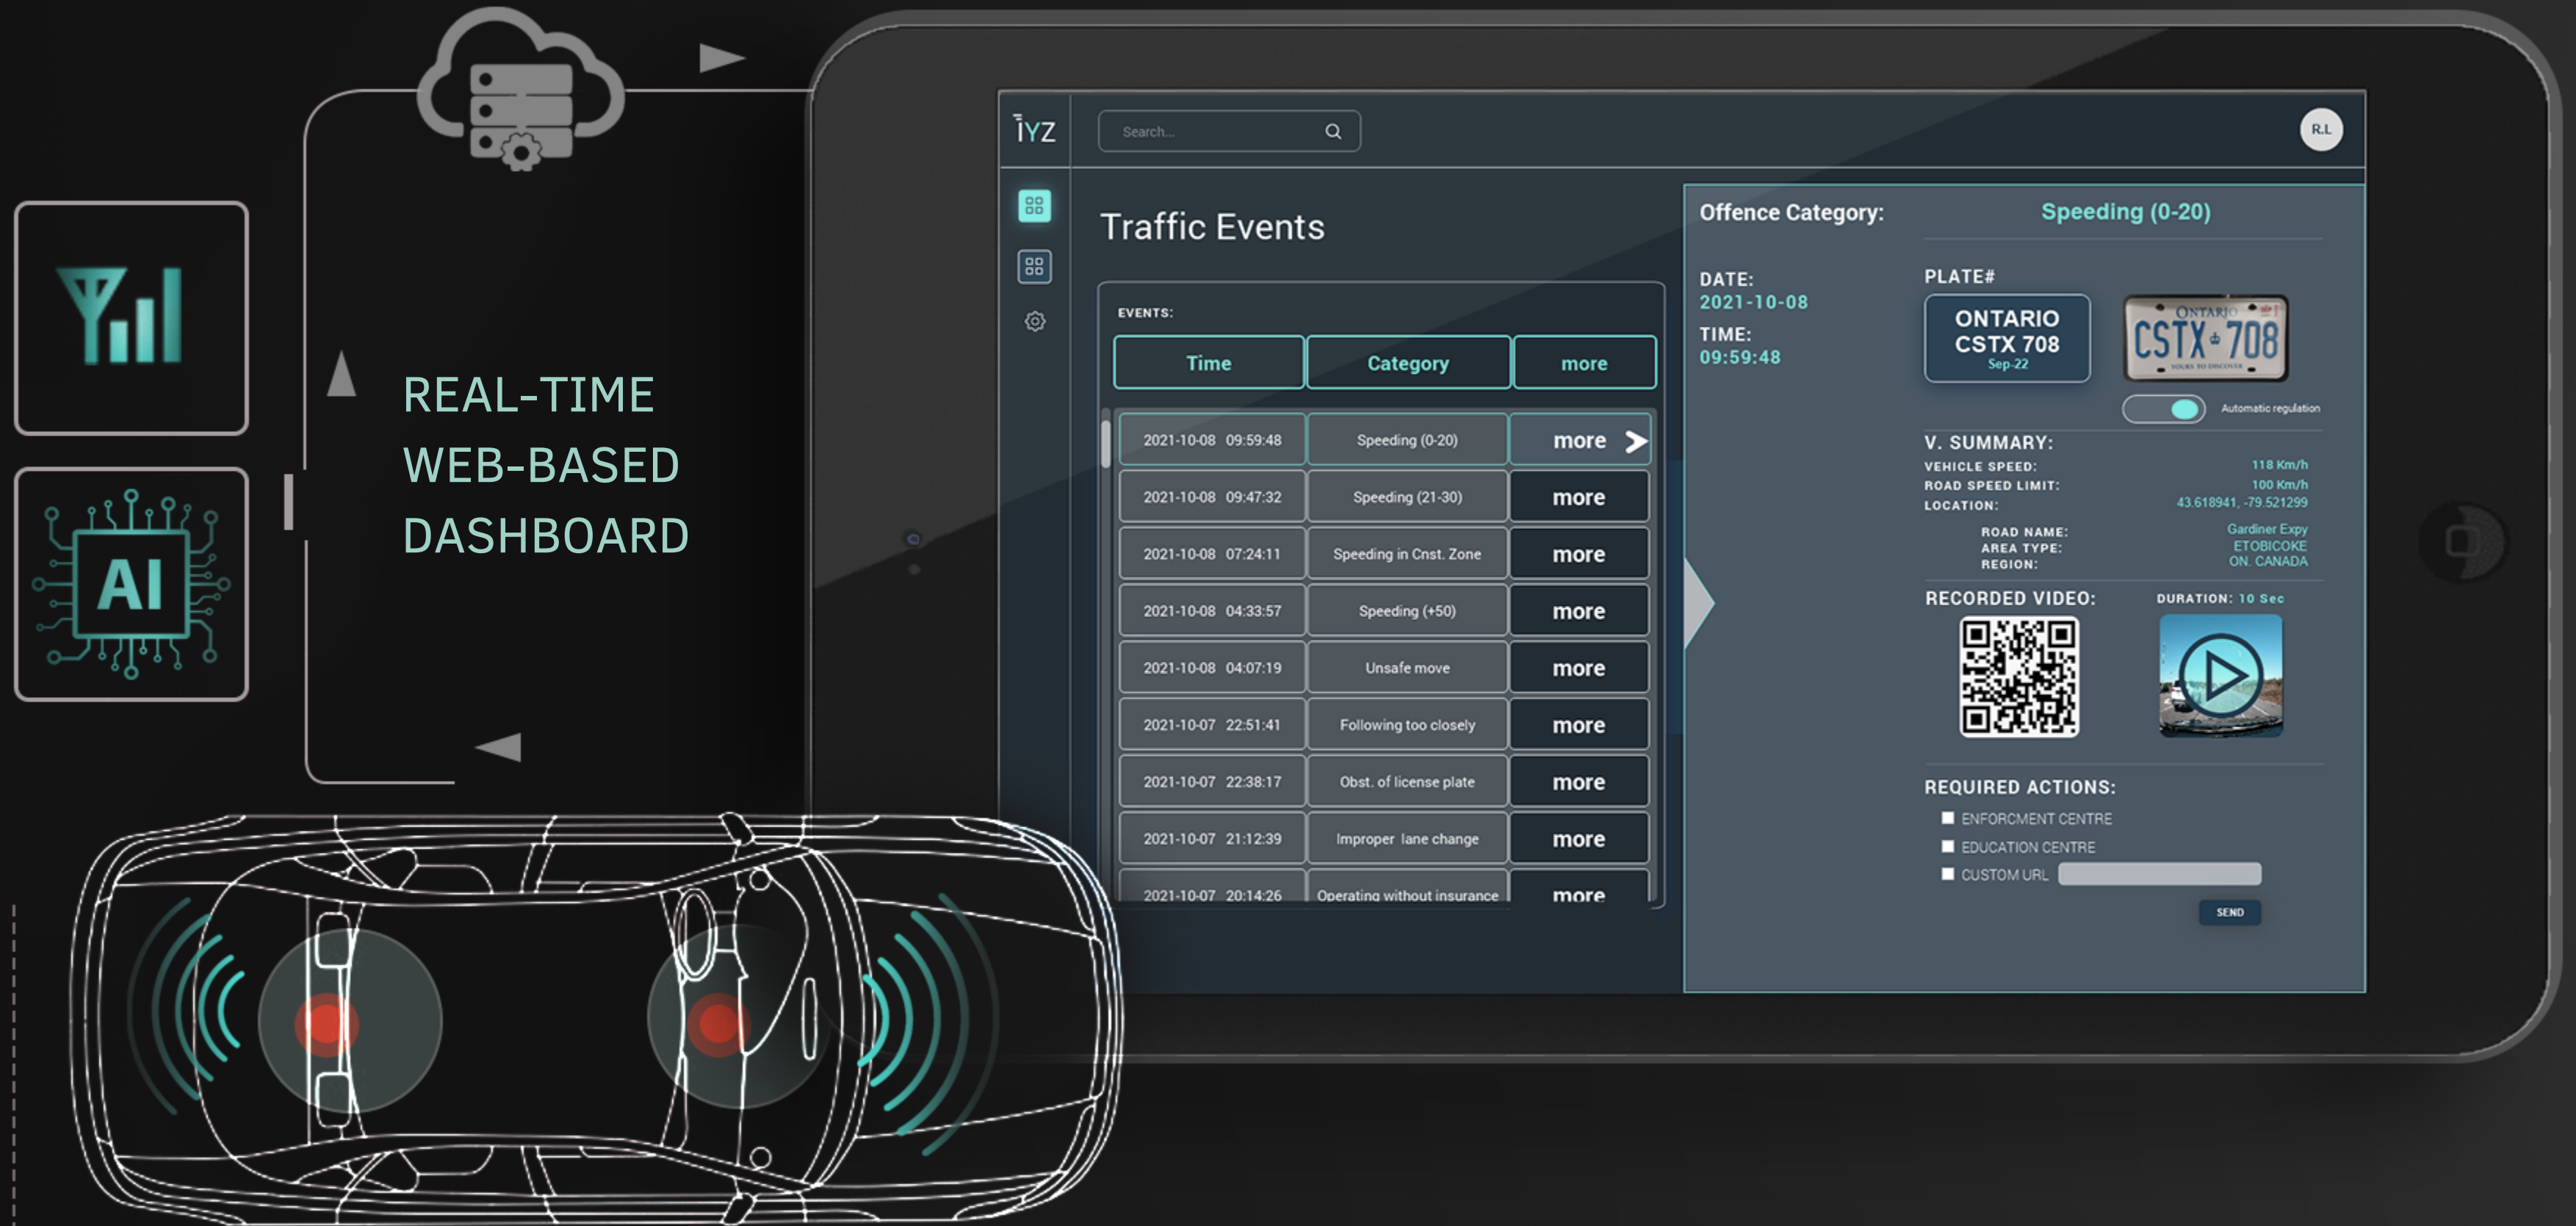 AI
REAL-TIME
WEB-BASED
DASHBOARD
IYZ
Search...
R.L
Traffic Events
EVENTS:
Time Category more
2021-10-08 09:59:48 Speeding (0-20) more
2021-10-08 09:47:32 Speeding (21-30) more
2021-10-08 07:24:11 Speeding in Cnst. Zone more
2021-10-08 04:33:57 Speeding (+50) more
2021-10-08 04:07:19 Unsafe move more
2021-10-07 22:51:41 Following too closely more
2021-10-07 22:38:17 Obst. of license plate more
2021-10-07 21:12:39 Improper lane change more
2021-10-07 20:14:26 Operating without insurance more
Offence Category: Speeding (0-20)
DATE:
2021-10-08
TIME:
09:59:48
PLATE#
ONTARIO
CSTX 708
Sep-22
ONTARIO
CSTX 708
YOURS TO DISCOVER
Automatic regulation
V. SUMMARY:
VEHICLE SPEED: 118 Km/h
ROAD SPEED LIMIT: 100 Km/h
LOCATION: 43.618941, -79.521299
ROAD NAME: Gardiner Expy
AREA TYPE: ETOBICOKE
REGION: ON. CANADA
RECORDED VIDEO: DURATION: 10 Sec
REQUIRED ACTIONS:
ENFORCMENT CENTRE
EDUCATION CENTRE
CUSTOM URL
SEND